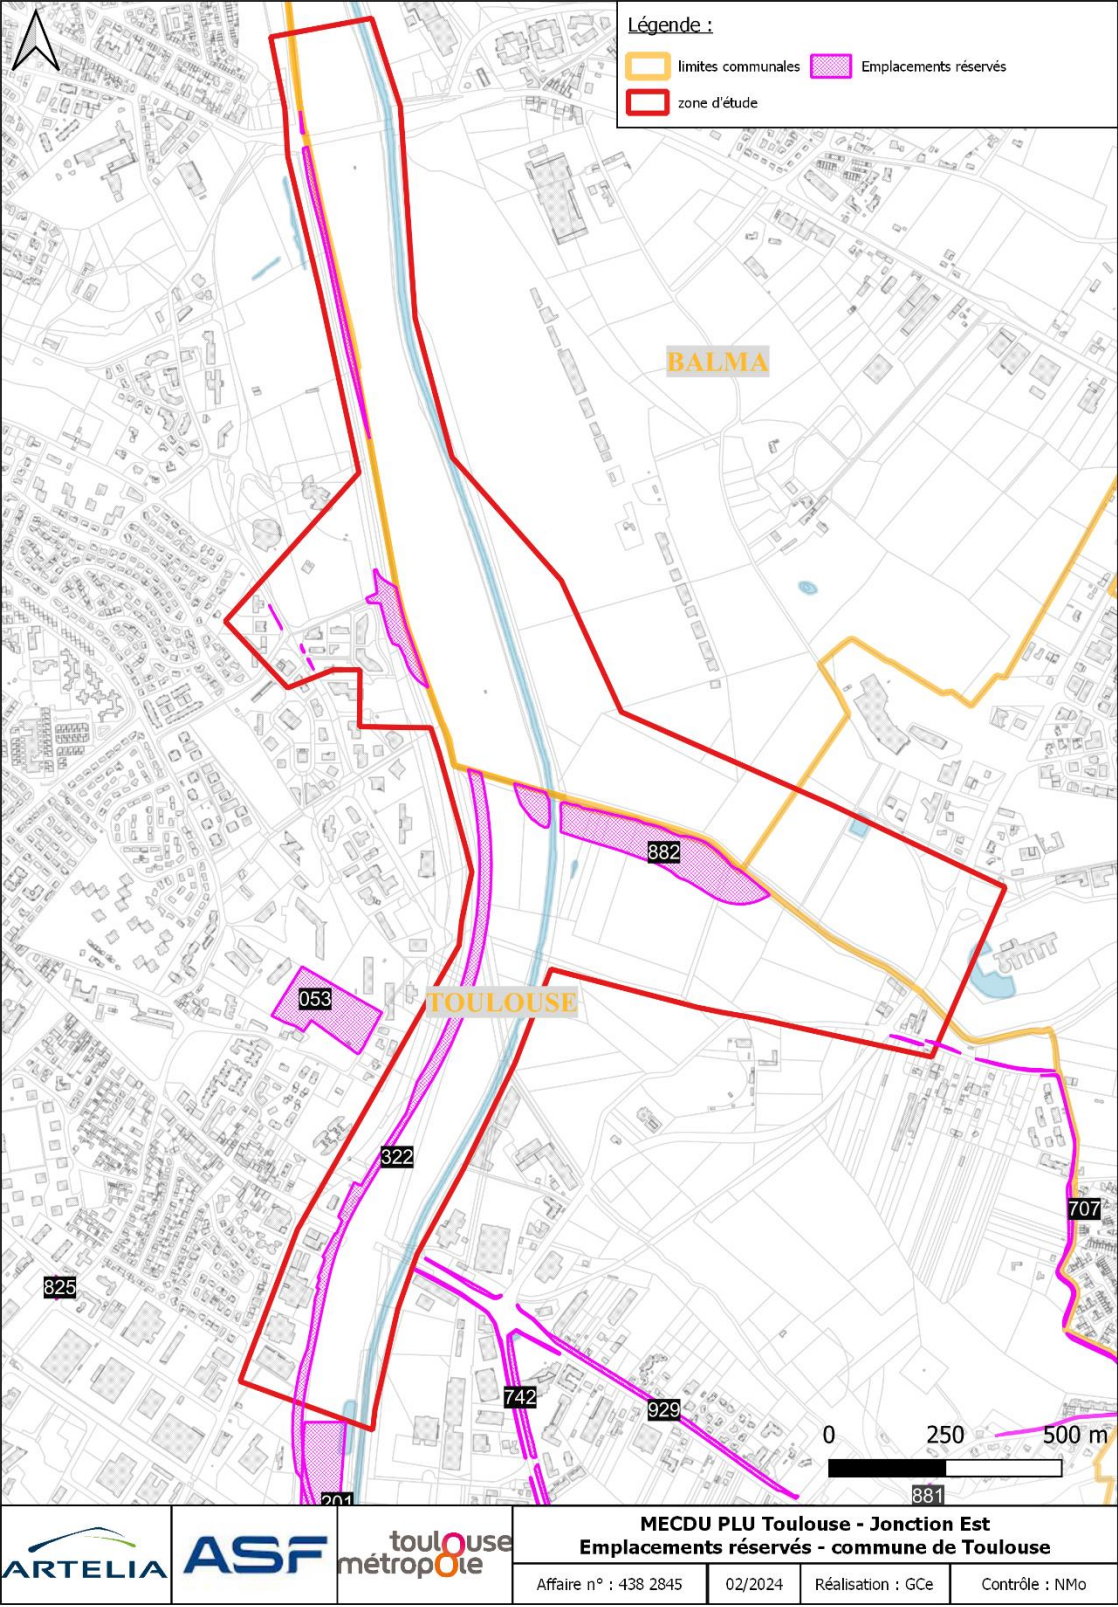 Légende :
limites communales
Emplacements réservés
zone d'étude
BALMA
882
053
TOULOUSE
322
707
825
742
929
0 250 500 m
881
201
ARTELIA
ASF
toulouse
métropole
MECDU PLU Toulouse - Jonction Est
Emplacements réservés - commune de Toulouse
Affaire n° : 438 2845
02/2024
Réalisation : GCe
Contrôle : NMo